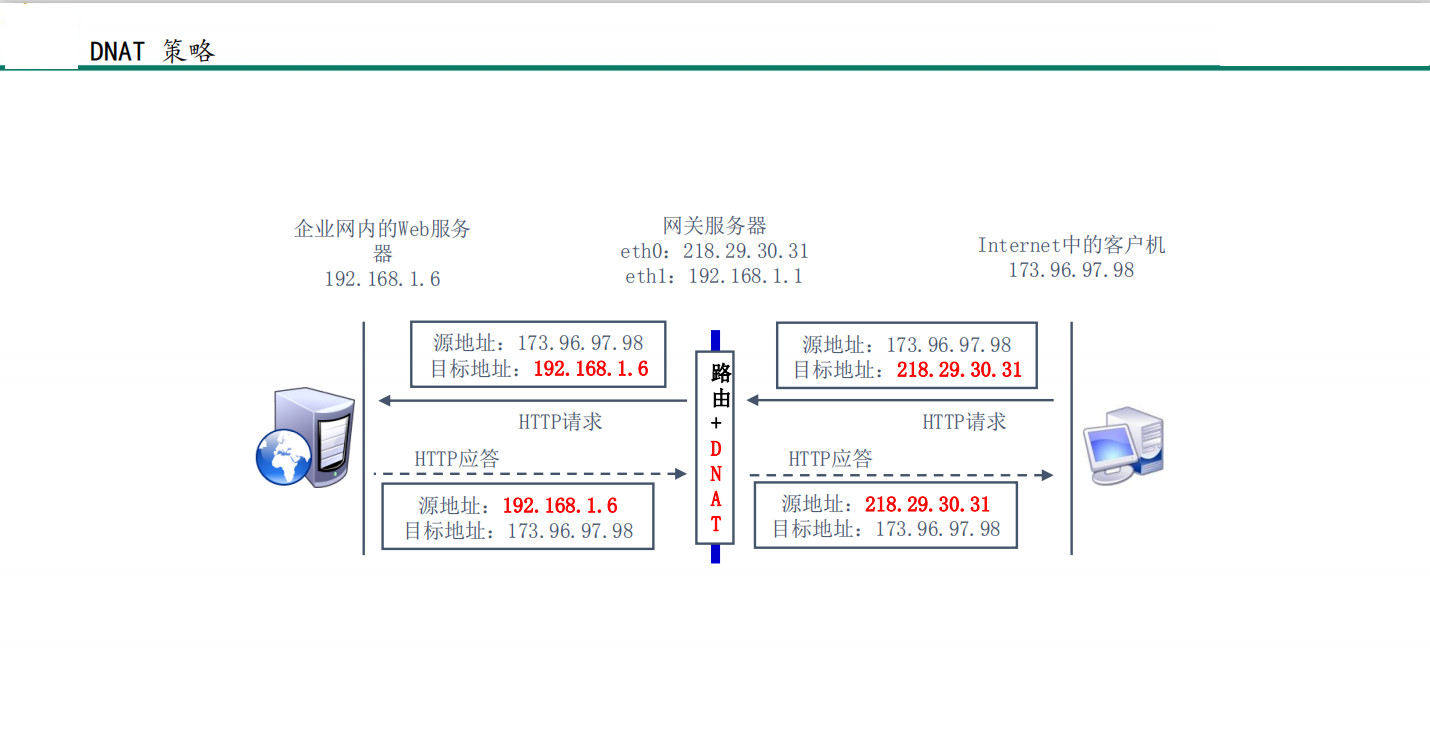 DNAT 策略
企业网内的Web服务
器
192.168.1.6
网关服务器
eth0：218.29.30.31
eth1：192.168.1.1
Internet中的客户机
173.96.97.98
源地址：173.96.97.98
目标地址：192.168.1.6
HTTP请求
HTTP应答
源地址：192.168.1.6
目标地址：173.96.97.98
路
由
+
D
N
A
T
源地址：173.96.97.98
目标地址：218.29.30.31
HTTP请求
HTTP应答
源地址：218.29.30.31
目标地址：173.96.97.98